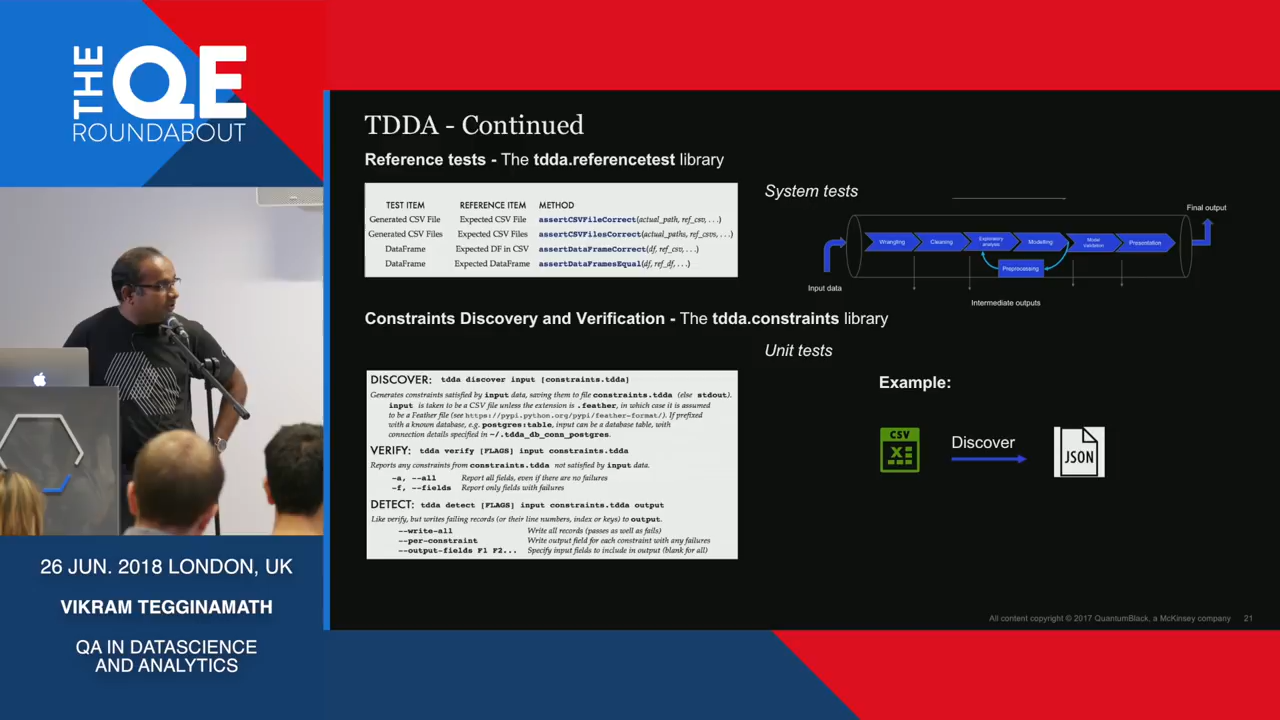 THE
QE
ROUNDABOUT
26 JUN. 2018 LONDON, UK
VIKRAM TEGGINAMATH
QA IN DATASCIENCE
AND ANALYTICS
TDDA - Continued
Reference tests - The tdda.referencetest library
TEST ITEM REFERENCE ITEM METHOD
Generated CSV File Expected CSV File assertCSVFileCorrect(actual_path, ref_csv, . . .)
Generated CSV Files Expected CSV Files assertCSVFilesCorrect(actual_paths, ref_csvs, . . .)
DataFrame Expected DF in CSV assertDataFrameCorrect(df, ref_csv, . . .)
DataFrame Expected DataFrame assertDataFramesEqual(df, ref_df, . . .)
System tests
Final output
Wrangling Cleaning Exploratory analysis Modelling Model validation Presentation
Preprocessing
Input data
Intermediate outputs
Constraints Discovery and Verification - The tdda.constraints library
Unit tests
DISCOVER: tdda discover input [constraints.tdda]
Generates constraints satisfied by input data, saving them to file constraints.tdda (else stdout).
input is taken to be a CSV file unless the extension is .feather, in which case it is assumed
to be a Feather file (see https://pypi.python.org/pypi/feather-format/). If prefixed
with a known database, e.g. postgres:table, input can be a database table, with
connection details specified in ~/.tdda_db_conn_postgres.
VERIFY: tdda verify [FLAGS] input constraints.tdda
Reports any constraints from constraints.tdda not satisfied by input data.
-a, --all Report all fields, even if there are no failures
-f, --fields Report only fields with failures
DETECT: tdda detect [FLAGS] input constraints.tdda output
Like verify, but writes failing records (or their line numbers, index or keys) to output.
--write-all Write all records (passes as well as fails)
--per-constraint Write output field for each constraint with any failures
--output-fields F1 F2... Specify input fields to include in output (blank for all)
Example:
CSV
X
Discover
JSON
All content copyright © 2017 QuantumBlack, a McKinsey company 21